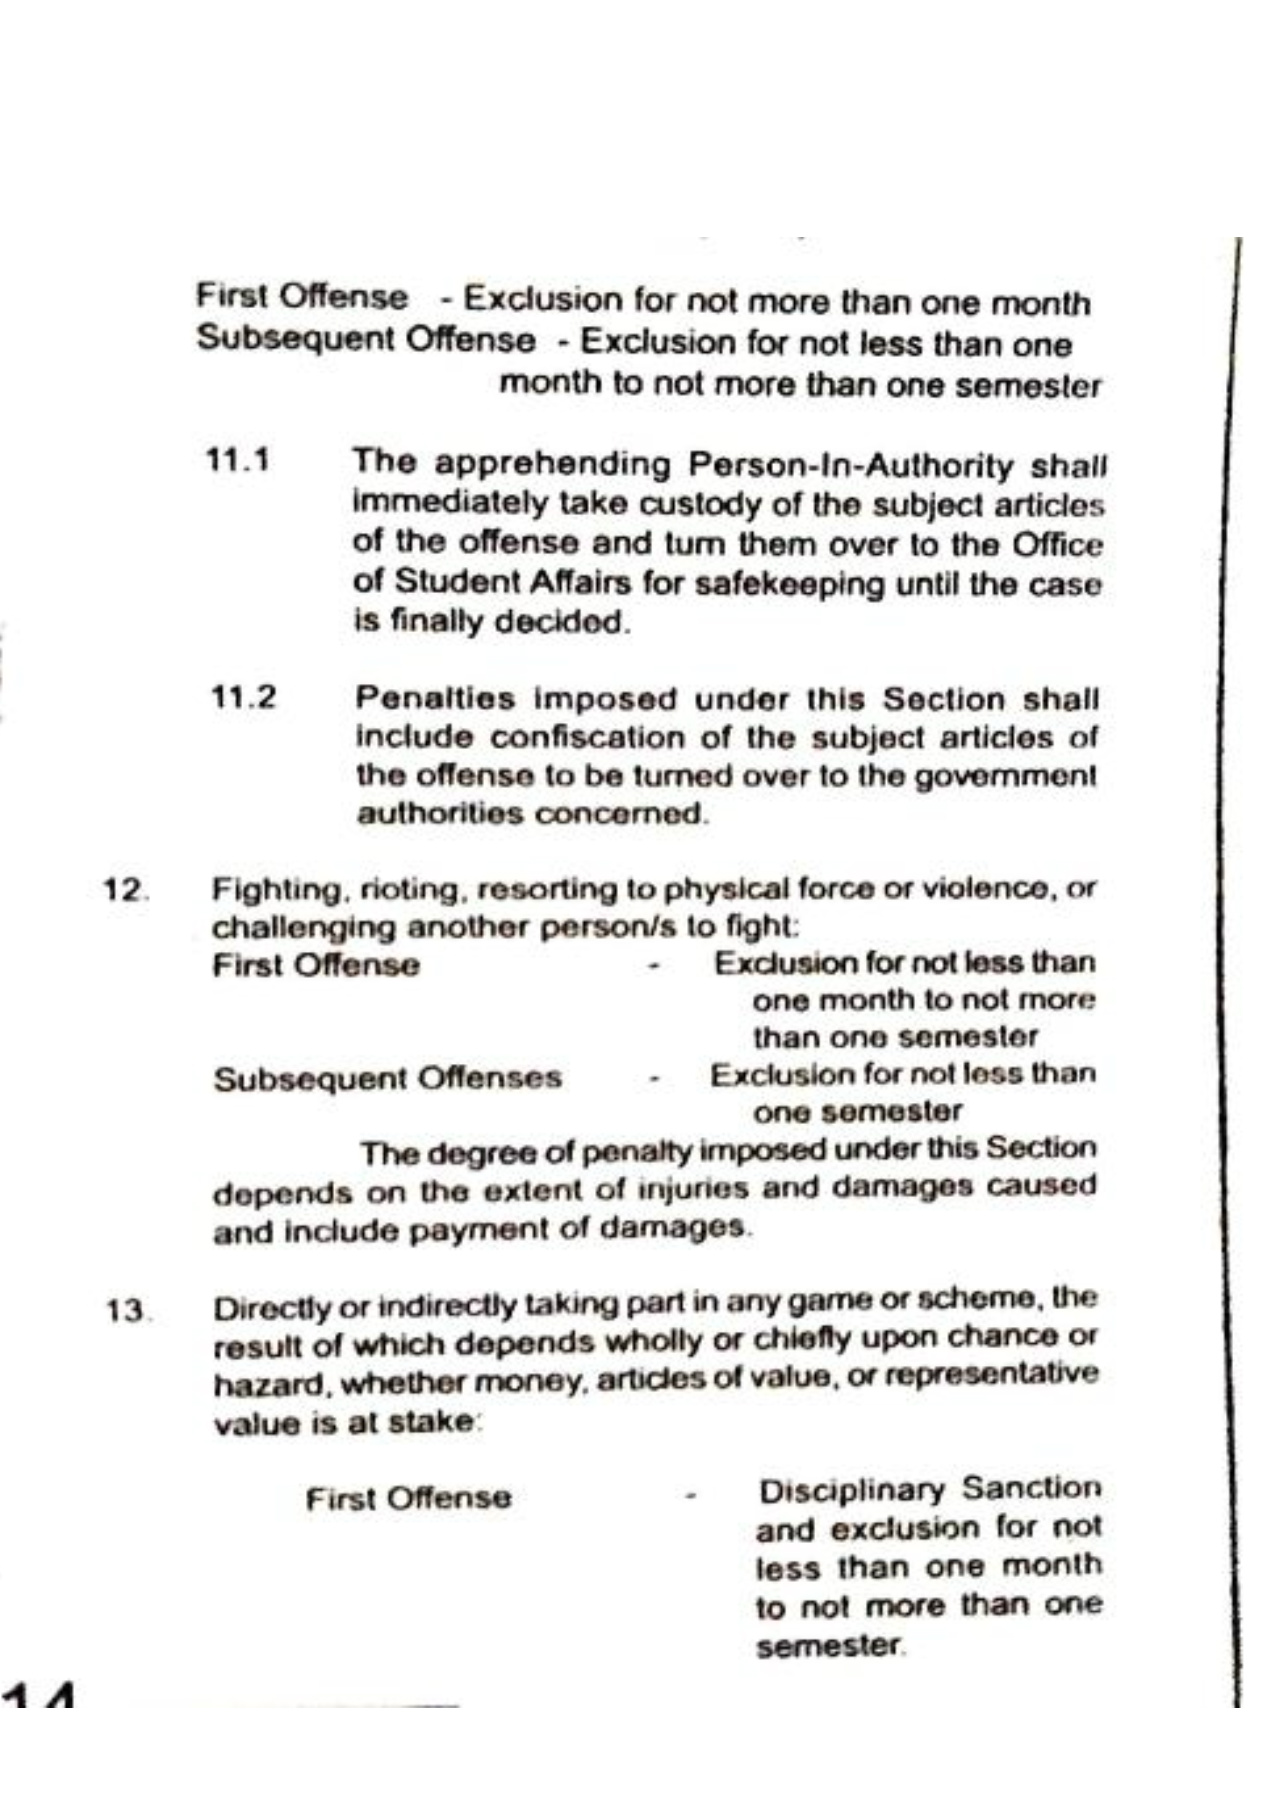 First Offense - Exclusion for not more than one month
Subsequent Offense - Exclusion for not less than one
month to not more than one semester
11.1 The apprehending Person-In-Authority shall
immediately take custody of the subject articles
of the offense and turn them over to the Office
of Student Affairs for safekeeping until the case
is finally decided.
11.2 Penalties imposed under this Section shall
include confiscation of the subject articles of
the offense to be turned over to the government
authorities concerned.
12. Fighting, rioting, resorting to physical force or violence, or
challenging another person/s to fight:
First Offense - Exclusion for not less than
one month to not more
than one semester
Subsequent Offenses - Exclusion for not less than
one semester
The degree of penalty imposed under this Section
depends on the extent of injuries and damages caused
and include payment of damages.
13. Directly or indirectly taking part in any game or scheme, the
result of which depends wholly or chiefly upon chance or
hazard, whether money, articles of value, or representative
value is at stake:
First Offense - Disciplinary Sanction
and exclusion for not
less than one month
to not more than one
semester.
14